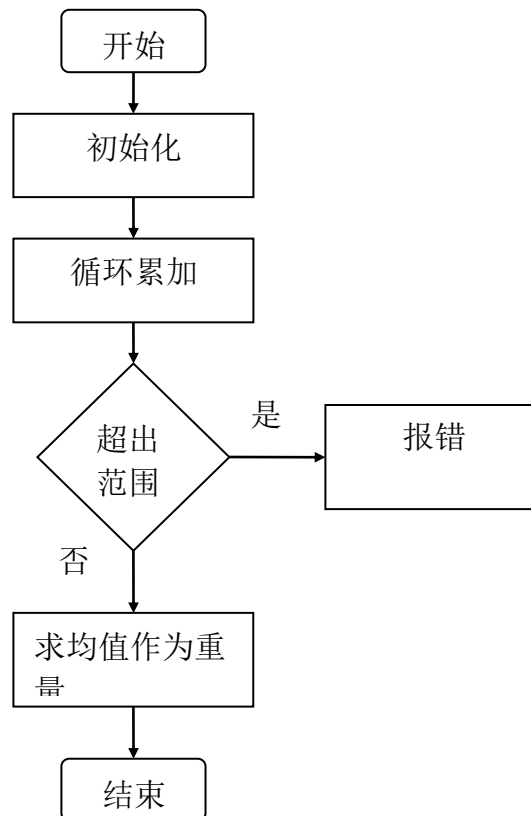 开始
初始化
循环累加
超出
范围
是
报错
否
求均值作为重
量
结束